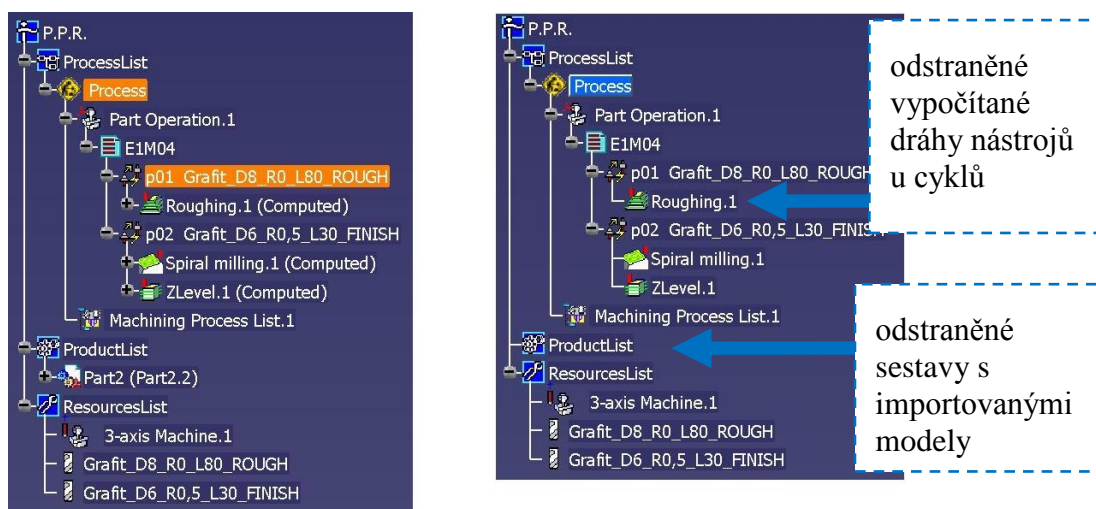 P.P.R.
ProcessList
Process
Part Operation.1
E1M04
p01 Grafit_D8_R0_L80_ROUGH
Roughing.1 (Computed)
p02 Grafit_D6_R0,5_L30_FINISH
Spiral milling.1 (Computed)
ZLevel.1 (Computed)
Machining Process List.1
ProductList
Part2 (Part2.2)
ResourcesList
3-axis Machine.1
Grafit_D8_R0_L80_ROUGH
Grafit_D6_R0,5_L30_FINISH
P.P.R.
ProcessList
Process
Part Operation.1
E1M04
p01 Grafit_D8_R0_L80_ROUGH
Roughing.1
p02 Grafit_D6_R0,5_L30_FINISH
Spiral milling.1
ZLevel.1
Machining Process List.1
ProductList
ResourcesList
3-axis Machine.1
Grafit_D8_R0_L80_ROUGH
Grafit_D6_R0,5_L30_FINISH
odstraněné
vypočítané
dráhy nástrojů
u cyklů
odstraněné
sestavy s
importovanými
modely